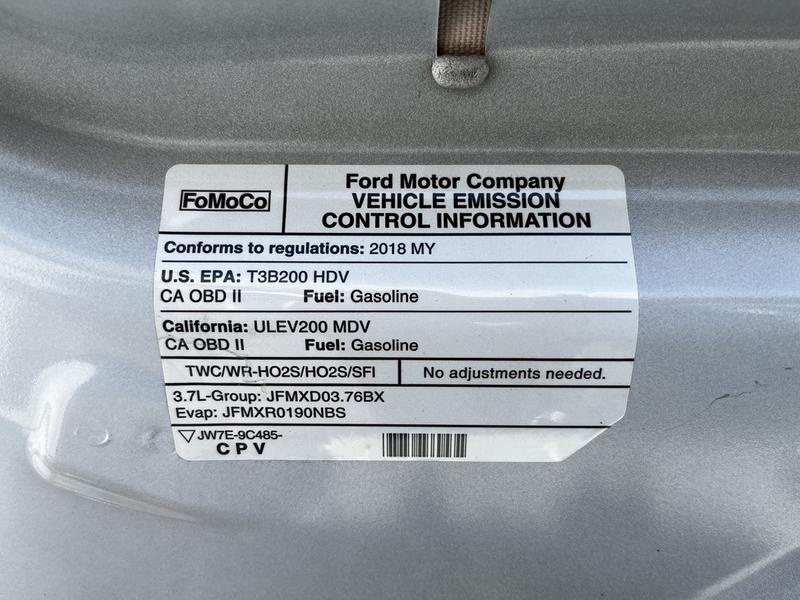 FoMoCo
Ford Motor Company
VEHICLE EMISSION
CONTROL INFORMATION
Conforms to regulations: 2018 MY
U.S. EPA: T3B200 HDV
CA OBD II Fuel: Gasoline
California: ULEV200 MDV
CA OBD II Fuel: Gasoline
TWC/WR-HO2S/HO2S/SFI No adjustments needed.
3.7L-Group: JFMXD03.76BX
Evap: JFMXR0190NBS
JW7E-9C485-
C P V